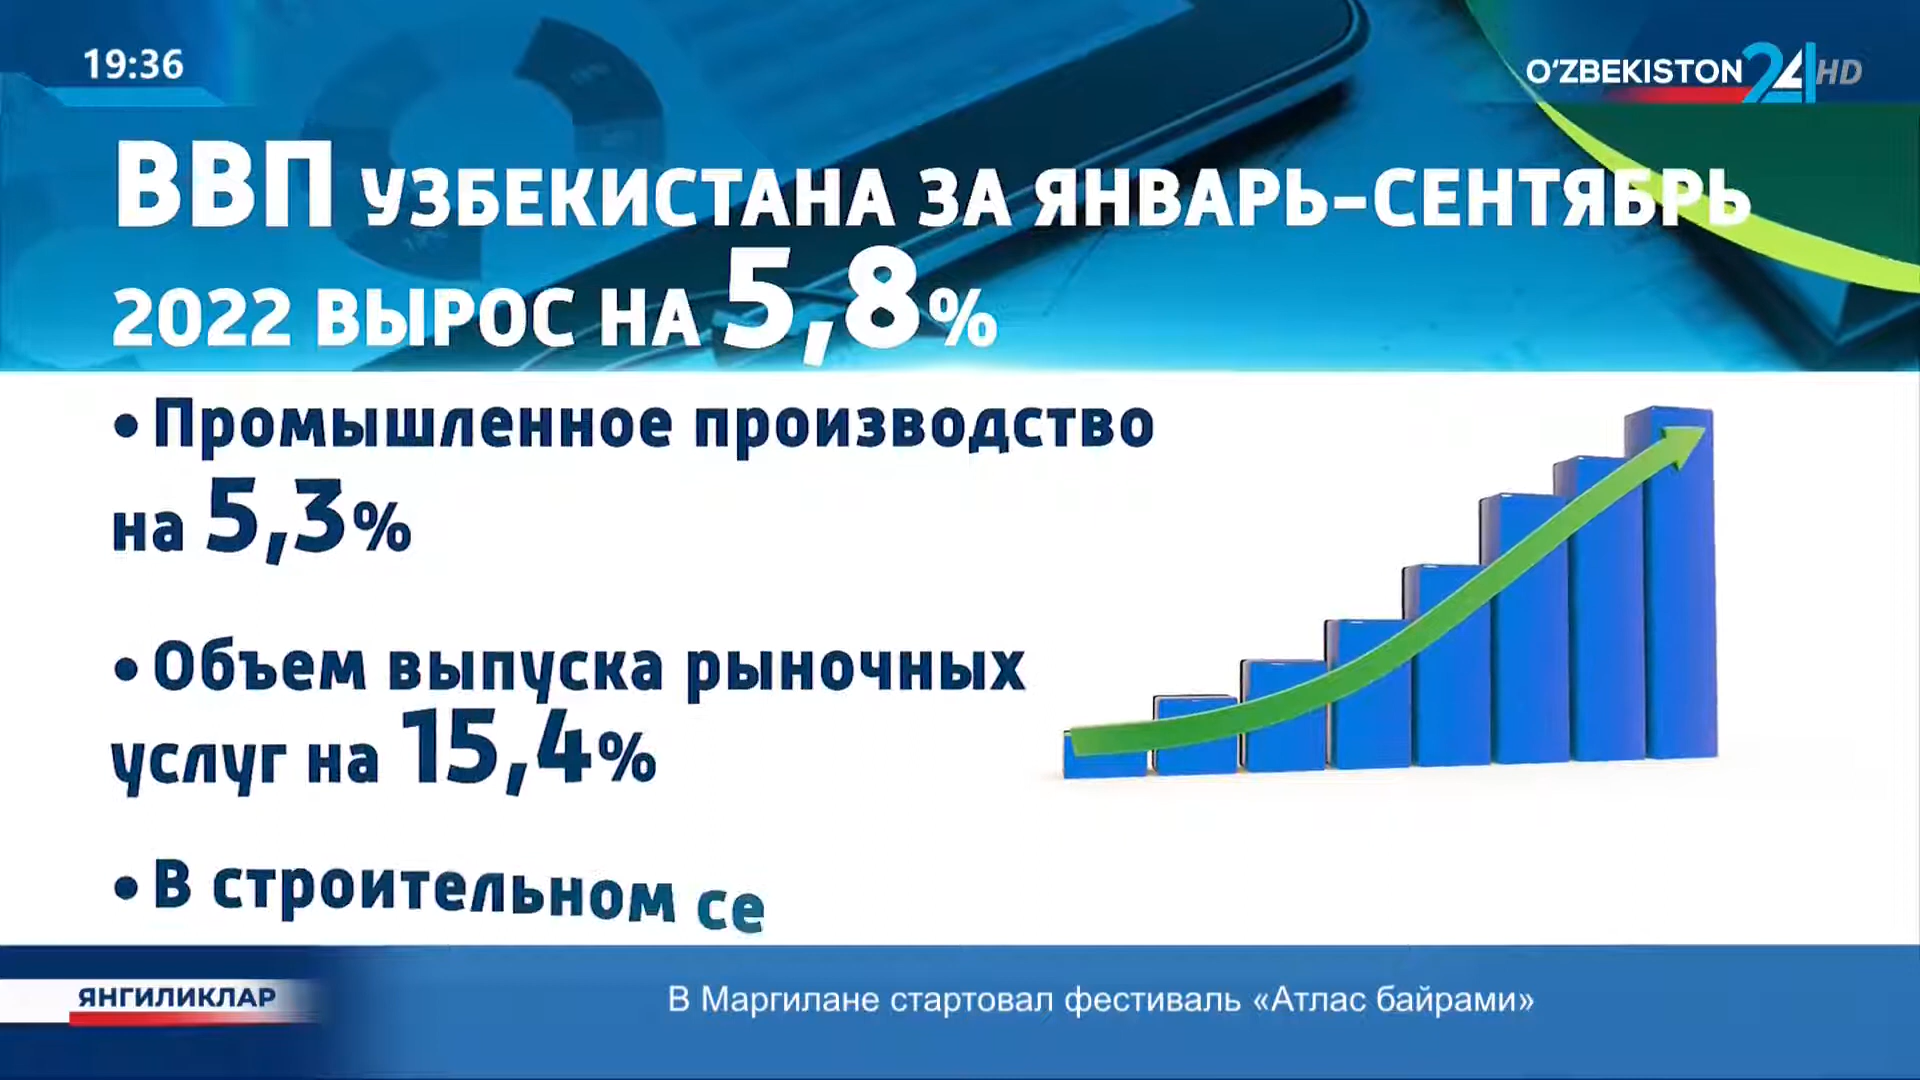 19:36
O‘ZBEKISTON 24 HD
ВВП УЗБЕКИСТАНА ЗА ЯНВАРЬ-СЕНТЯБРЬ
2022 ВЫРОС НА 5,8%
• Промышленное производство
на 5,3%
• Объем выпуска рыночных
услуг на 15,4%
• В строительном се
ЯНГИЛИКЛАР
В Маргилане стартовал фестиваль «Атлас байрами»